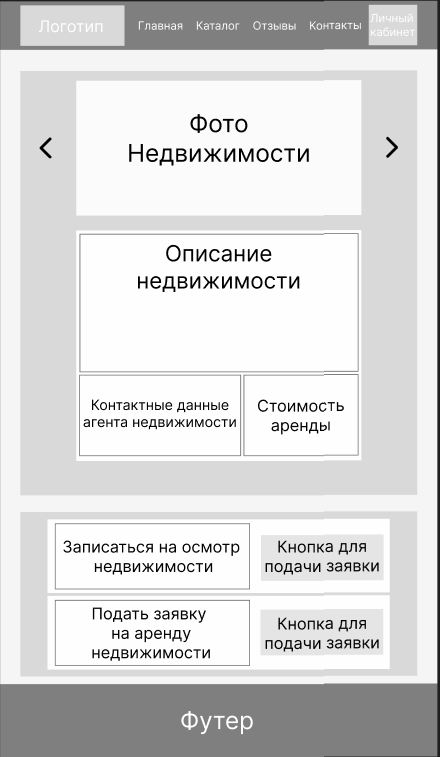 Логотип
Главная
Каталог
Отзывы
Контакты
Личный
кабинет
Фото
Недвижимости
Описание
недвижимости
Контактные данные
агента недвижимости
Стоимость
аренды
Записаться на осмотр
недвижимости
Кнопка для
подачи заявки
Подать заявку
на аренду
недвижимости
Кнопка для
подачи заявки
Футер